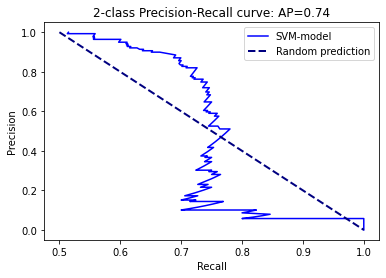 2-class Precision-Recall curve: AP=0.74
SVM-model
Random prediction
1.0
0.8
0.6
0.4
0.2
0.0
Precision
0.5
0.6
0.7
0.8
0.9
1.0
Recall